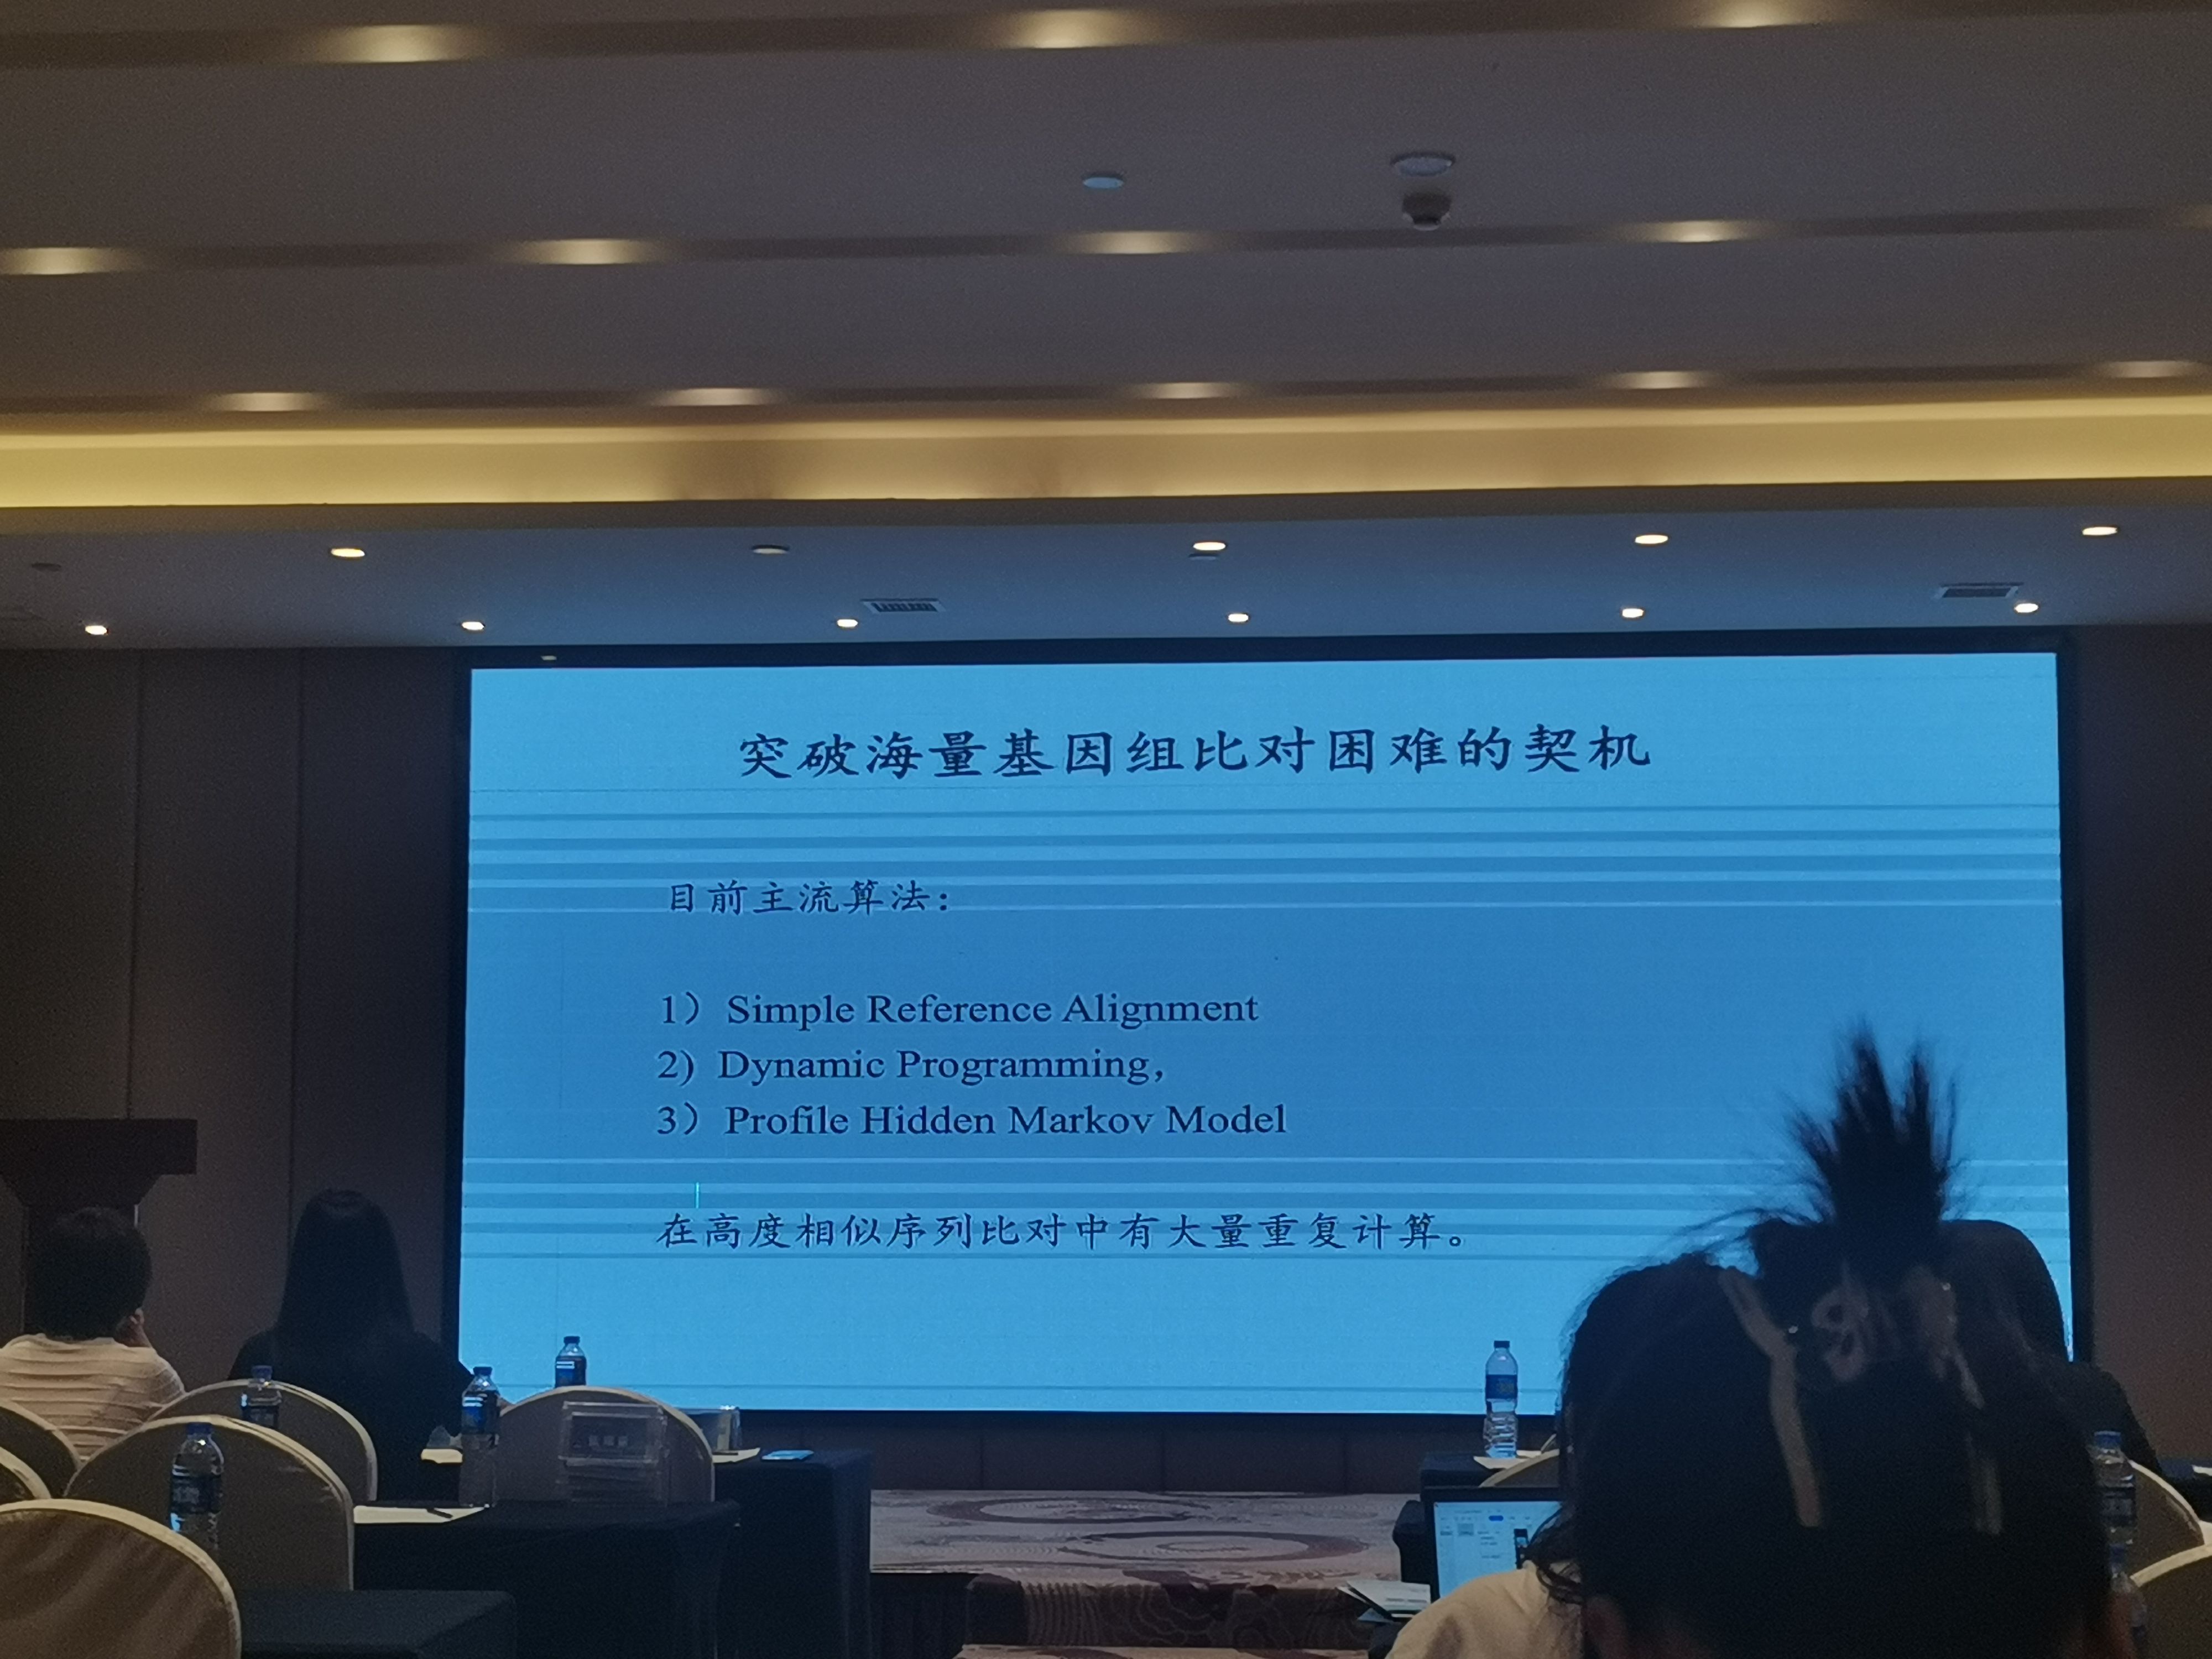 突破海量基因组比对困难的契机
目前主流算法：
1）Simple Reference Alignment
2) Dynamic Programming，
3）Profile Hidden Markov Model
在高度相似序列比对中有大量重复计算。